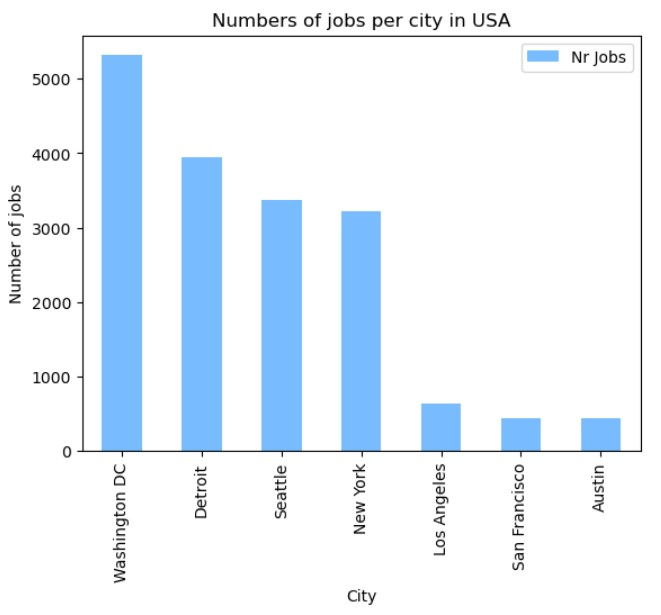 Numbers of jobs per city in USA
Nr Jobs
Number of jobs
5000
4000
3000
2000
1000
0
Washington DC
Detroit
Seattle
New York
Los Angeles
San Francisco
Austin
City